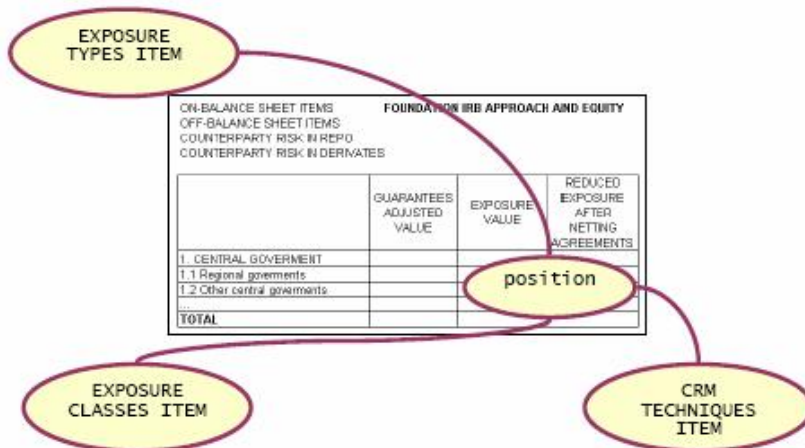 EXPOSURE
TYPES ITEM
ON-BALANCE SHEET ITEMS FOUNDATION IRB APPROACH AND EQUITY
OFF-BALANCE SHEET ITEMS
COUNTERPARTY RISK IN REPO
COUNTERPARTY RISK IN DERIVATES
GUARANTEES
ADJUSTED
VALUE
EXPOSURE
VALUE
REDUCED
EXPOSURE
AFTER
NETTING
AGREEMENTS
1. CENTRAL GOVERMENT
1.1 Regional goverments
1.2 Other central goverments
...
TOTAL
position
EXPOSURE
CLASSES ITEM
CRM
TECHNIQUES
ITEM